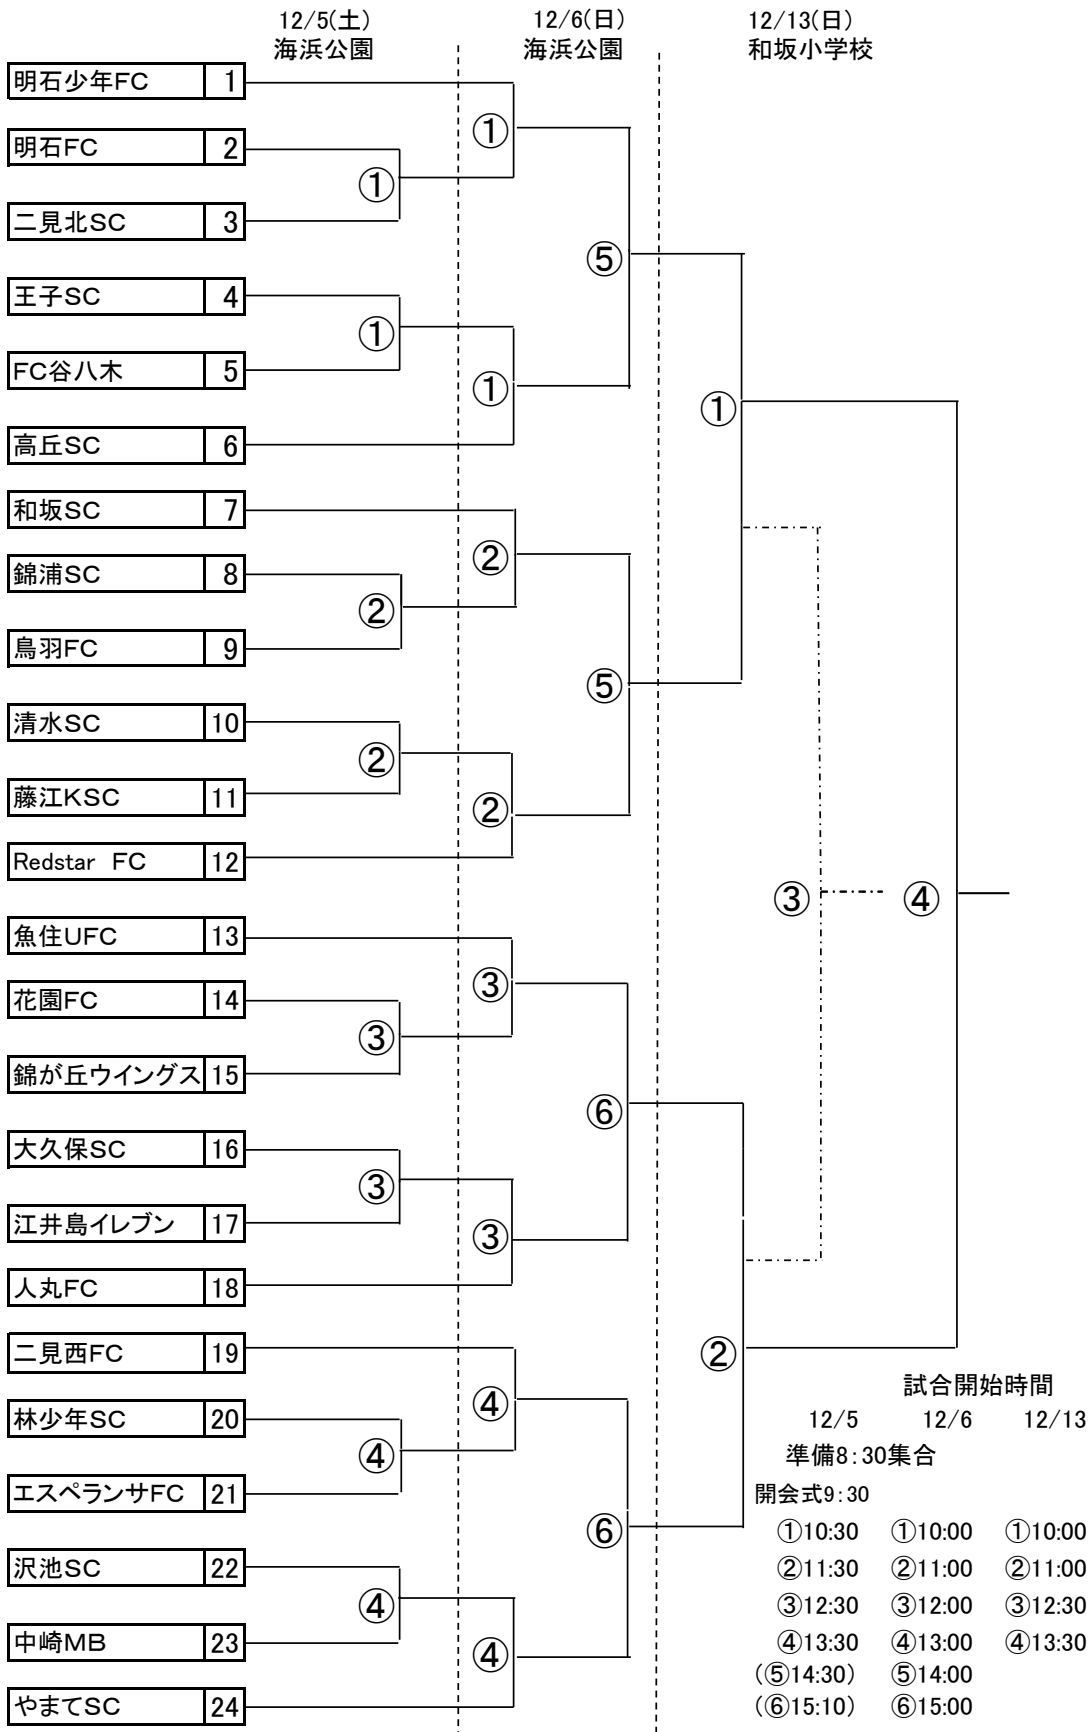 12/5(土) 12/6(日) 12/13(日)
海浜公園 海浜公園 和坂小学校
明石少年FC 1
①
明石FC 2
①
二見北SC 3
⑤
王子SC 4
①
FC谷八木 5
①
①
高丘SC 6
和坂SC 7
②
錦浦SC 8
②
鳥羽FC 9
⑤
清水SC 10
②
藤江KSC 11
②
Redstar FC 12
③ ④
魚住UFC 13
③
花園FC 14
③
錦が丘ウイングス 15
⑥
大久保SC 16
③
江井島イレブン 17
③
人丸FC 18
二見西FC 19
②
④
林少年SC 20
④
エスペランサFC 21
⑥
沢池SC 22
④
中崎MB 23
④
やまてSC 24
試合開始時間
12/5 12/6 12/13
準備8:30集合
開会式9:30
①10:30 ①10:00 ①10:00
②11:30 ②11:00 ②11:00
③12:30 ③12:00 ③12:30
④13:30 ④13:00 ④13:30
(⑤14:30) ⑤14:00
(⑥15:10) ⑥15:00